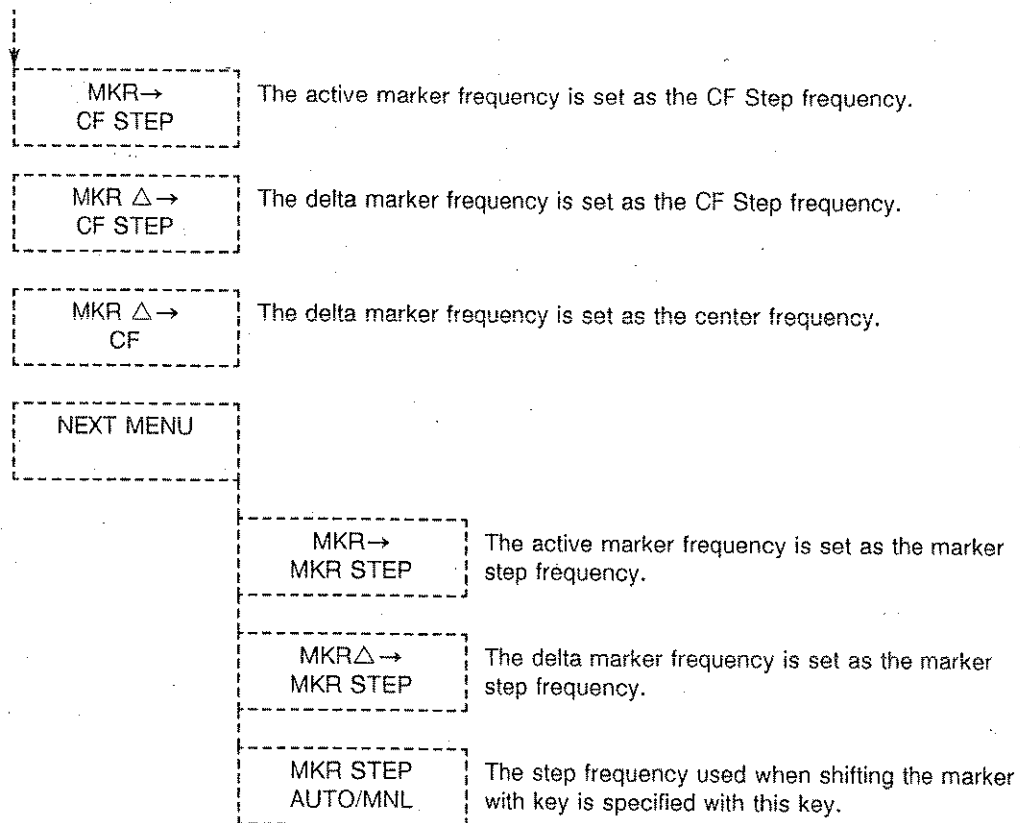 MKR→
CF STEP
The active marker frequency is set as the CF Step frequency.
MKR △→
CF STEP
The delta marker frequency is set as the CF Step frequency.
MKR △→
CF
The delta marker frequency is set as the center frequency.
NEXT MENU
MKR→
MKR STEP
The active marker frequency is set as the marker
step frequency.
MKR△→
MKR STEP
The delta marker frequency is set as the marker
step frequency.
MKR STEP
AUTO/MNL
The step frequency used when shifting the marker
with key is specified with this key.